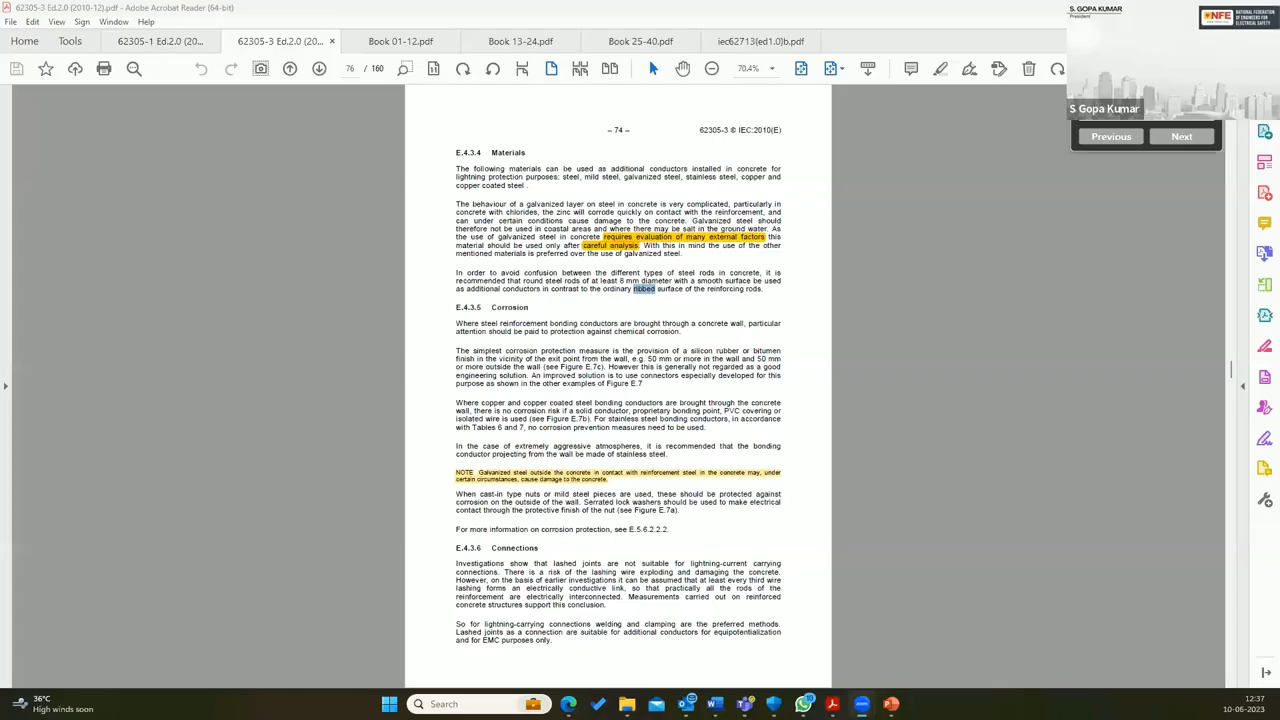 62305-3 Ed.2.0 (2010-12).pdf - Adobe Acrobat Reader (64-bit)
File Edit View Sign Window Help
Home Tools 62305-1 Ed.2.0 (20... 62305-3 Ed.2.0 (20... × Book 01-12.pdf Book 13-24.pdf Book 25-40.pdf iec62713{ed1.0}b.pdf
76 / 160 70.4%
S. GOPA KUMAR
President
NFE
NATIONAL FEDERATION
OF ENGINEERS
FOR ELECTRICAL
SAFETY
S Gopa Kumar
Previous Next
– 74 – 62305-3 © IEC:2010(E)
E.4.3.4 Materials
The following materials can be used as additional conductors installed in concrete for
lightning protection purposes: steel, mild steel, galvanized steel, stainless steel, copper and
copper coated steel .
The behaviour of a galvanized layer on steel in concrete is very complicated, particularly in
concrete with chlorides, the zinc will corrode quickly on contact with the reinforcement, and
can under certain conditions cause damage to the concrete. Galvanized steel should
therefore not be used in coastal areas and where there may be salt in the ground water. As
the use of galvanized steel in concrete requires evaluation of many external factors this
material should be used only after careful analysis. With this in mind the use of the other
mentioned materials is preferred over the use of galvanized steel.
In order to avoid confusion between the different types of steel rods in concrete, it is
recommended that round steel rods of at least 8 mm diameter with a smooth surface be used
as additional conductors in contrast to the ordinary ribbed surface of the reinforcing rods.
E.4.3.5 Corrosion
Where steel reinforcement bonding conductors are brought through a concrete wall, particular
attention should be paid to protection against chemical corrosion.
The simplest corrosion protection measure is the provision of a silicon rubber or bitumen
finish in the vicinity of the exit point from the wall, e.g. 50 mm or more in the wall and 50 mm
or more outside the wall (see Figure E.7c). However this is generally not regarded as a good
engineering solution. An improved solution is to use connectors especially developed for this
purpose as shown in the other examples of Figure E.7
Where copper and copper coated steel bonding conductors are brought through the concrete
wall, there is no corrosion risk if a solid conductor, proprietary bonding point, PVC covering or
isolated wire is used (see Figure E.7b). For stainless steel bonding conductors, in accordance
with Tables 6 and 7, no corrosion prevention measures need to be used.
In the case of extremely aggressive atmospheres, it is recommended that the bonding
conductor projecting from the wall be made of stainless steel.
NOTE Galvanized steel outside the concrete in contact with reinforcement steel in the concrete may, under
certain circumstances, cause damage to the concrete.
When cast-in type nuts or mild steel pieces are used, these should be protected against
corrosion on the outside of the wall. Serrated lock washers should be used to make electrical
contact through the protective finish of the nut (see Figure E.7a).
For more information on corrosion protection, see E.5.6.2.2.2.
E.4.3.6 Connections
Investigations show that lashed joints are not suitable for lightning-current carrying
connections. There is a risk of the lashing wire exploding and damaging the concrete.
However, on the basis of earlier investigations it can be assumed that at least every third wire
lashing forms an electrically conductive link, so that practically all the rods of the
reinforcement are electrically interconnected. Measurements carried out on reinforced
concrete structures support this conclusion.
So for lightning-carrying connections welding and clamping are the preferred methods.
Lashed joints as a connection are suitable for additional conductors for equipotentialization
and for EMC purposes only.
36°C
High winds soon
Search
12:37
10-06-2023